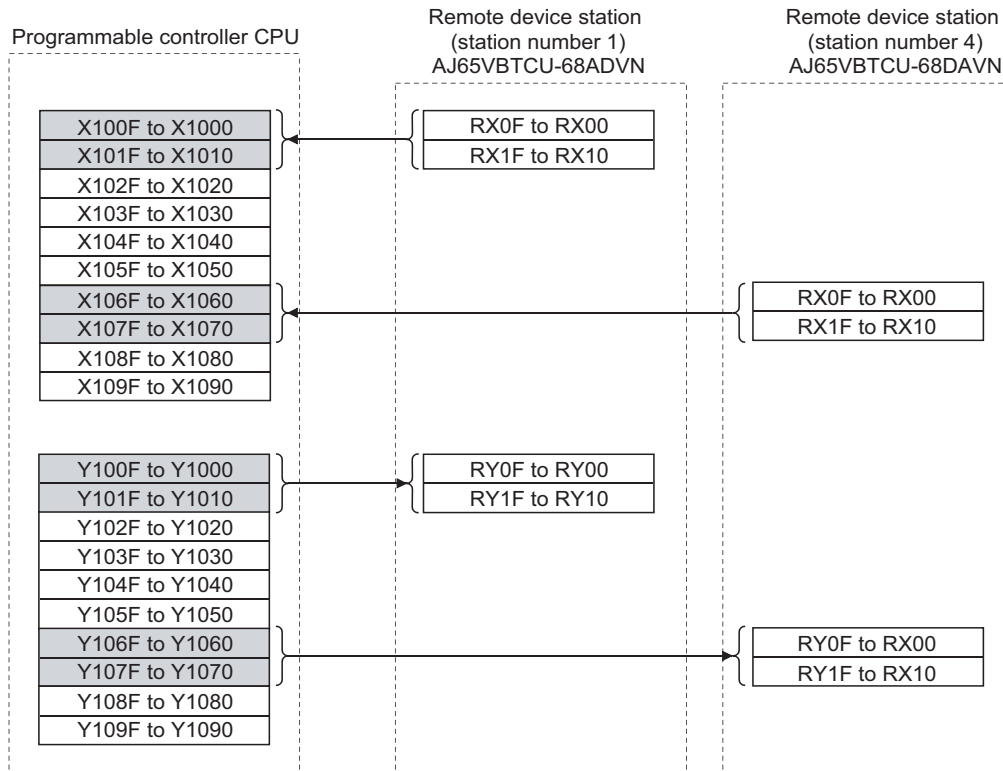 Programmable controller CPU
Remote device station
(station number 1)
AJ65VBTCU-68ADVN
Remote device station
(station number 4)
AJ65VBTCU-68DAVN
X100F to X1000
X101F to X1010
X102F to X1020
X103F to X1030
X104F to X1040
X105F to X1050
X106F to X1060
X107F to X1070
X108F to X1080
X109F to X1090
RX0F to RX00
RX1F to RX10
RX0F to RX00
RX1F to RX10
Y100F to Y1000
Y101F to Y1010
Y102F to Y1020
Y103F to Y1030
Y104F to Y1040
Y105F to Y1050
Y106F to Y1060
Y107F to Y1070
Y108F to Y1080
Y109F to Y1090
RY0F to RY00
RY1F to RY10
RY0F to RX00
RY1F to RX10